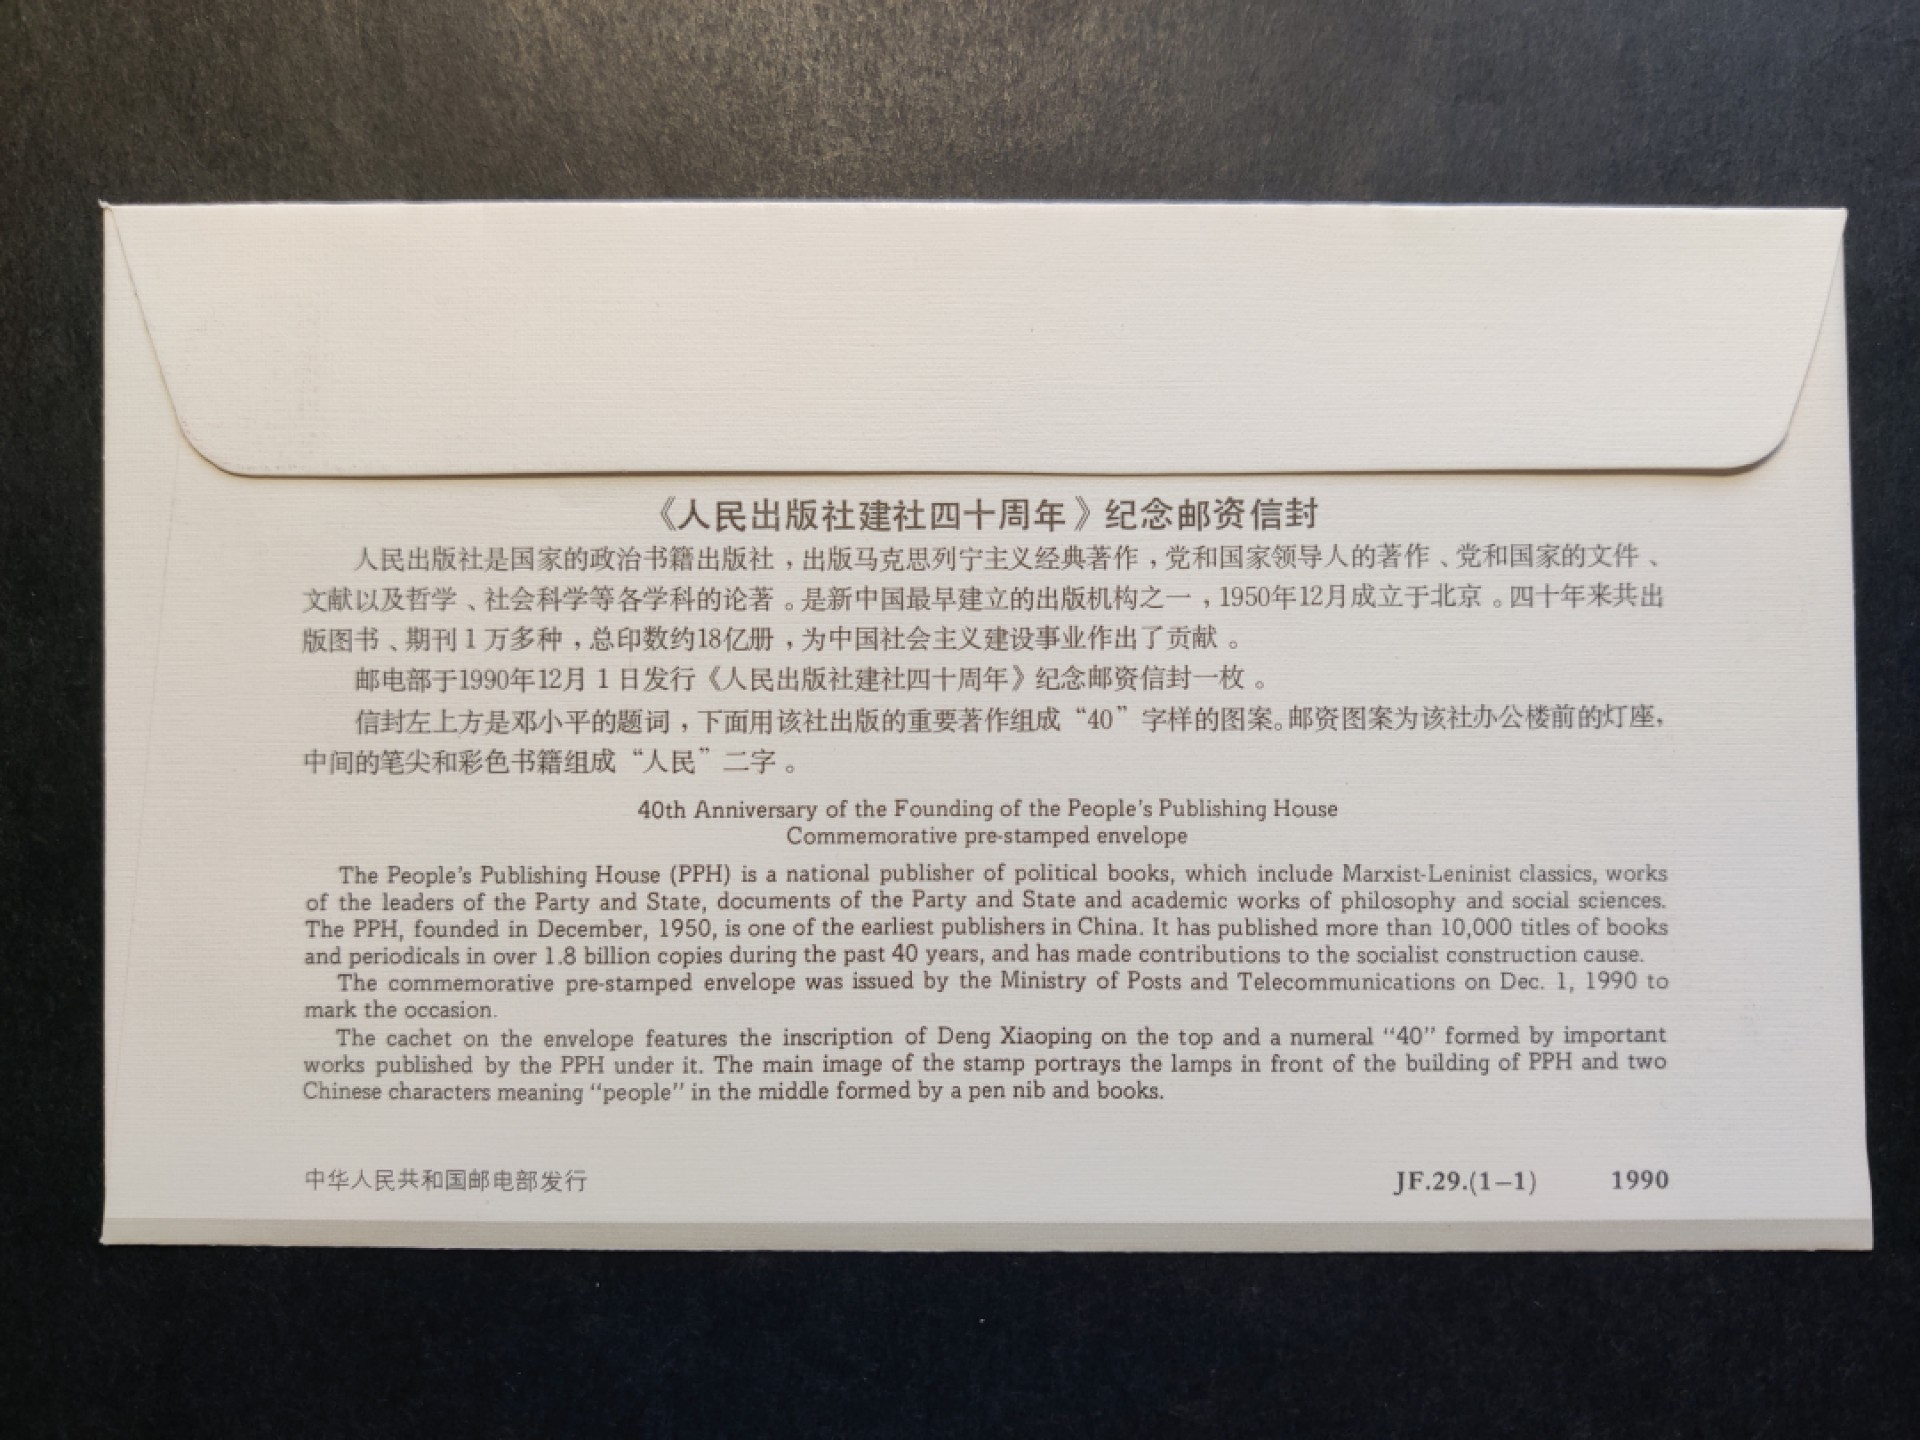 《人民出版社建社四十周年》纪念邮资信封
人民出版社是国家的政治书籍出版社，出版马克思列宁主义经典著作，党和国家领导人的著作、党和国家的文件、
文献以及哲学、社会科学等各学科的论著。是新中国最早建立的出版机构之一，1950年12月成立于北京。四十年来共出
版图书、期刊1万多种，总印数约18亿册，为中国社会主义建设事业作出了贡献。
邮电部于1990年12月1日发行《人民出版社建社四十周年》纪念邮资信封一枚。
信封左上方是邓小平的题词，下面用该社出版的重要著作组成“40”字样的图案。邮资图案为该社办公楼前的灯座，
中间的笔尖和彩色书籍组成“人民”二字。
40th Anniversary of the Founding of the People's Publishing House
Commemorative pre-stamped envelope
The People's Publishing House (PPH) is a national publisher of political books, which include Marxist-Leninist classics, works
of the leaders of the Party and State, documents of the Party and State and academic works of philosophy and social sciences.
The PPH, founded in December, 1950, is one of the earliest publishers in China. It has published more than 10,000 titles of books
and periodicals in over 1.8 billion copies during the past 40 years, and has made contributions to the socialist construction cause.
The commemorative pre-stamped envelope was issued by the Ministry of Posts and Telecommunications on Dec. 1, 1990 to
mark the occasion.
The cachet on the envelope features the inscription of Deng Xiaoping on the top and a numeral “40” formed by important
works published by the PPH under it. The main image of the stamp portrays the lamps in front of the building of PPH and two
Chinese characters meaning “people” in the middle formed by a pen nib and books.
中华人民共和国邮电部发行 JF.29.(1—1) 1990